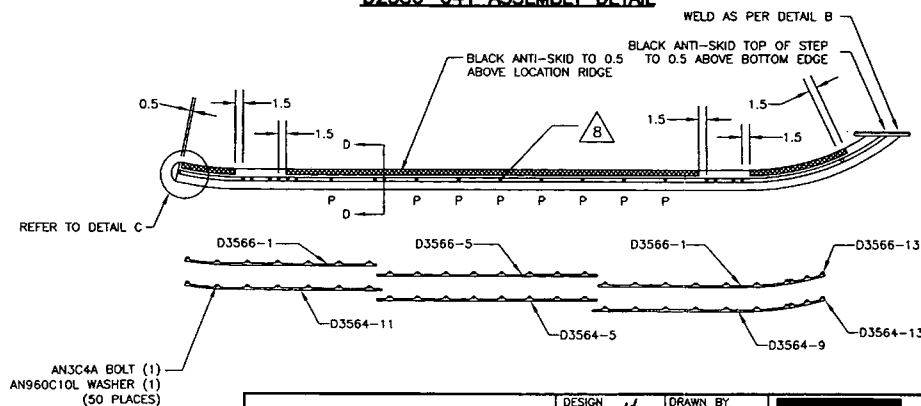 ASSEMBLY DETAIL
WELD AS PER DETAIL B
BLACK ANTI-SKID TO 0.5
ABOVE LOCATION RIDGE
BLACK ANTI-SKID TOP OF STEP
TO 0.5 ABOVE BOTTOM EDGE
0.5
1.5
1.5
1.5
1.5
1.5
8
D
D
P P P P P P P P
REFER TO DETAIL C
D3566-1
D3566-5
D3566-1
D3566-13
D3564-11
D3564-5
D3564-9
D3564-13
AN3C4A BOLT (1)
AN960C10L WASHER (1)
(50 PLACES)
DESIGN
DRAWN BY